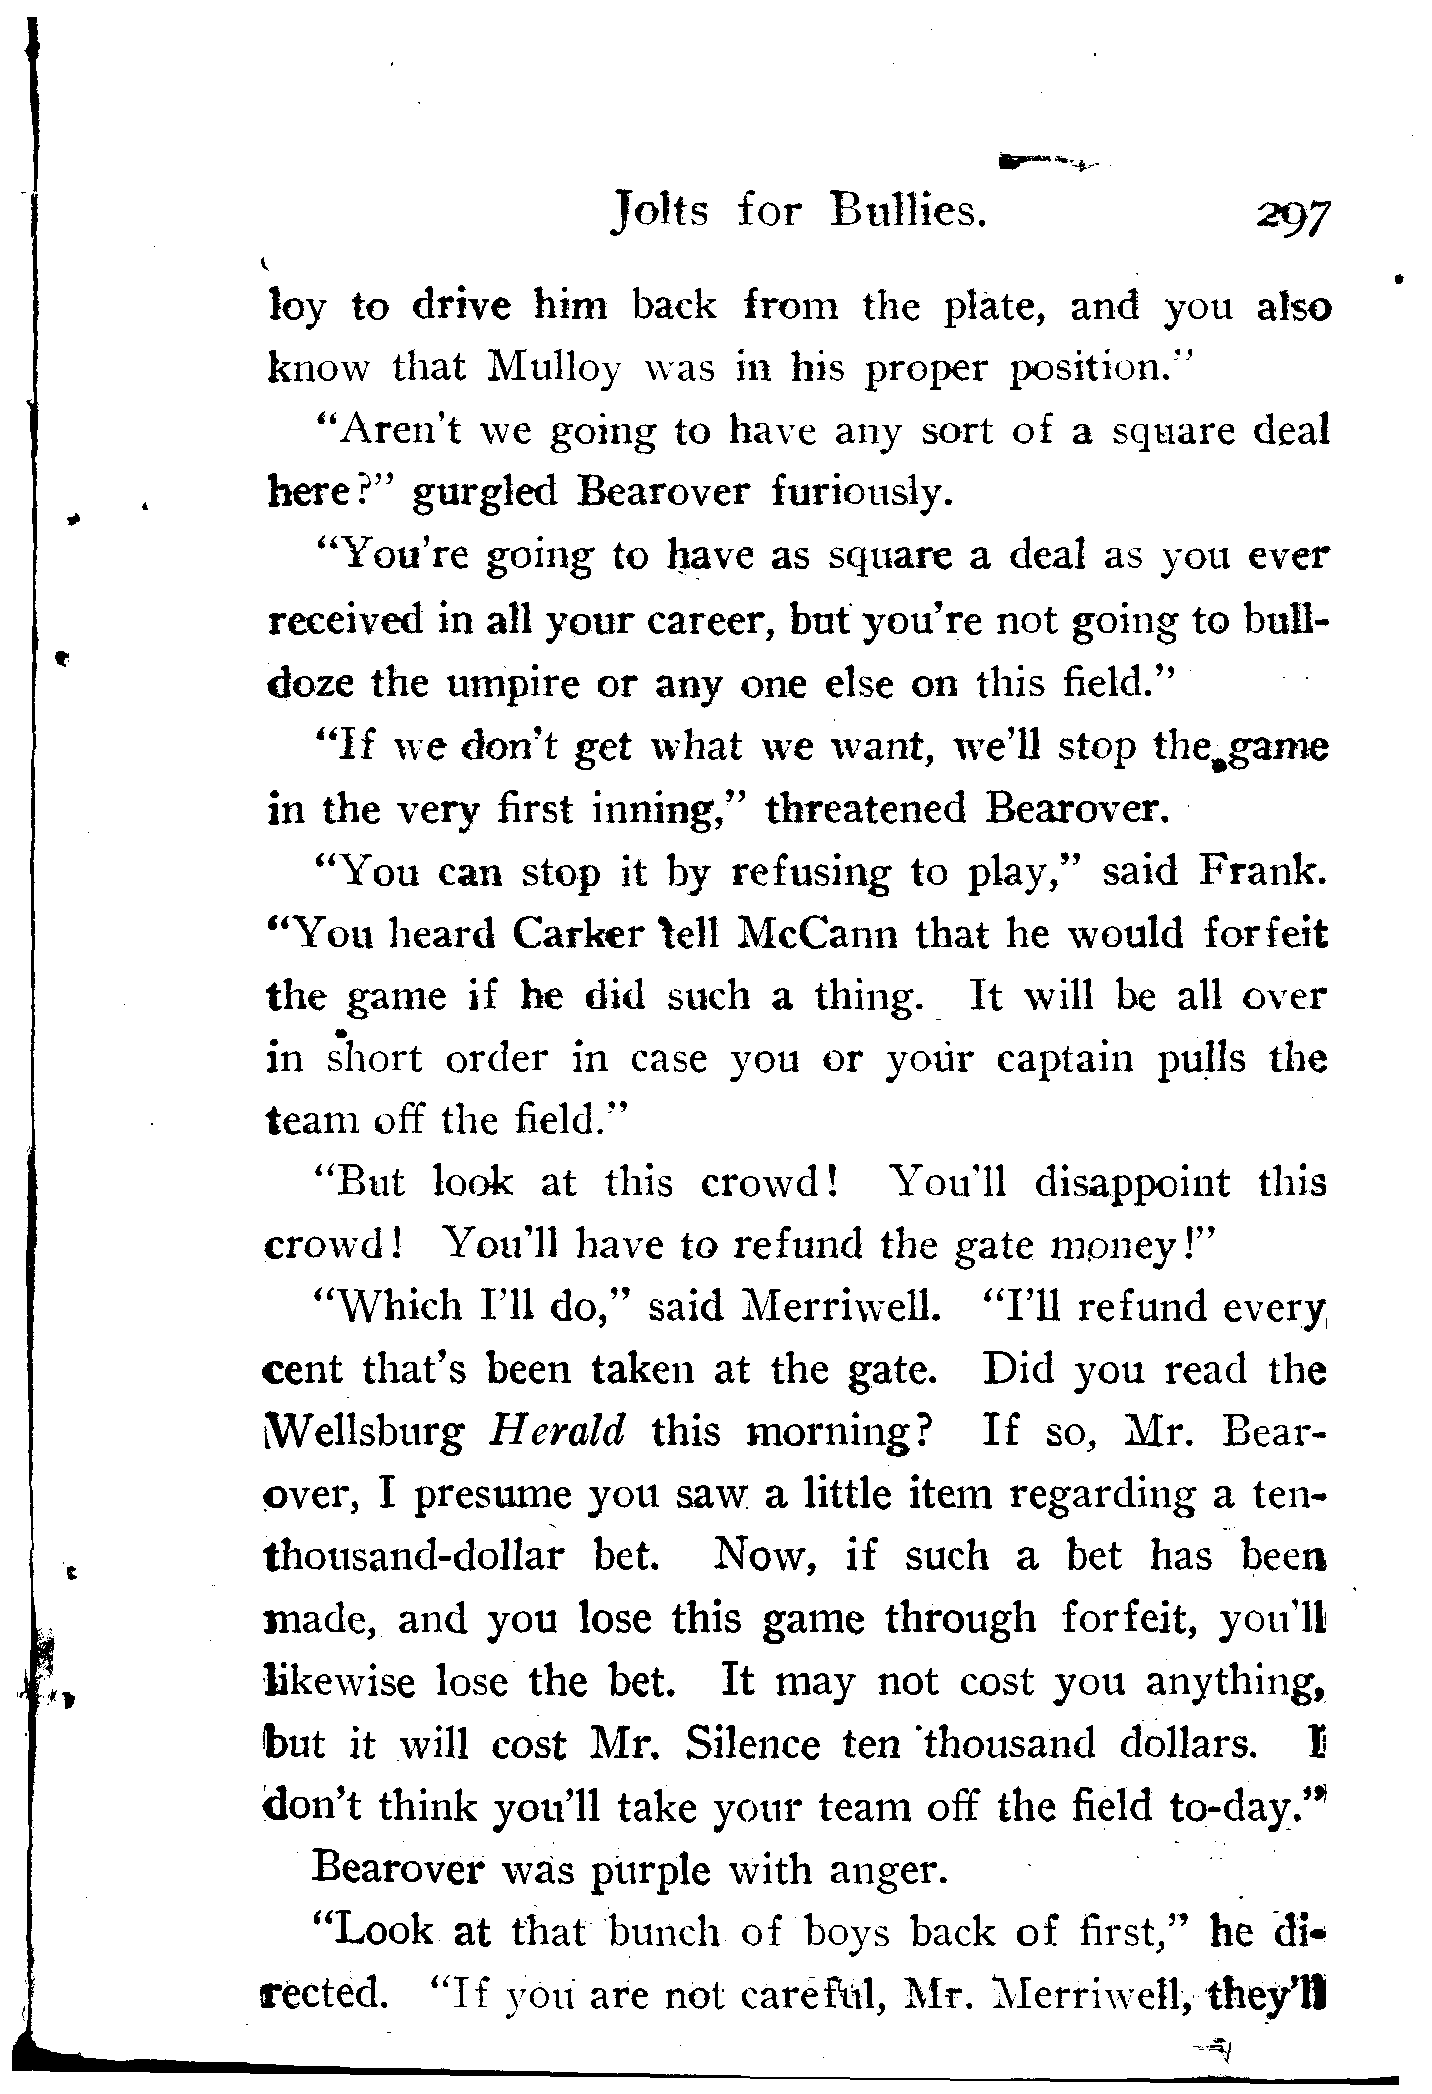 Jolts for Bullies. 297
loy to drive him back from the plate, and you also
know that Mulloy was in his proper position."
"Aren't we going to have any sort of a square deal
here?" gurgled Bearover furiously.
"You're going to have as square a deal as you ever
received in all your career, but you're not going to bull-
doze the umpire or any one else on this field."
"If we don't get what we want, we'll stop the game
in the very first inning," threatened Bearover.
"You can stop it by refusing to play," said Frank.
"You heard Carker tell McCann that he would forfeit
the game if he did such a thing. It will be all over
in short order in case you or your captain pulls the
team off the field."
"But look at this crowd! You'll disappoint this
crowd! You'll have to refund the gate money!"
"Which I'll do," said Merriwell. "I'll refund every
cent that's been taken at the gate. Did you read the
Wellsburg Herald this morning? If so, Mr. Bear-
over, I presume you saw a little item regarding a ten-
thousand-dollar bet. Now, if such a bet has been
made, and you lose this game through forfeit, you'll
likewise lose the bet. It may not cost you anything,
but it will cost Mr. Silence ten thousand dollars. I
don't think you'll take your team off the field to-day."
Bearover was purple with anger.
"Look at that bunch of boys back of first," he di-
rected. "If you are not careful, Mr. Merriwell, they'll